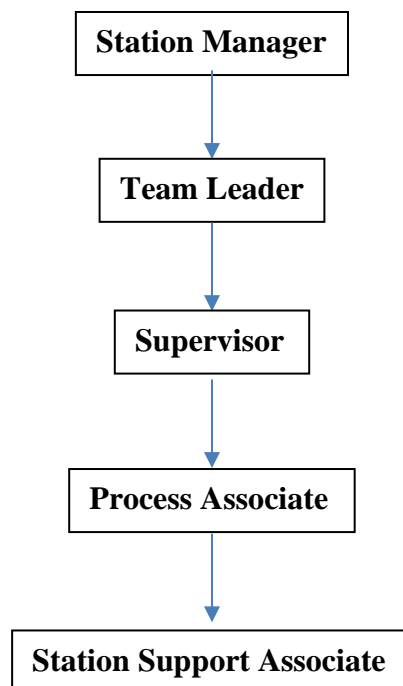 Station Manager
Team Leader
Supervisor
Process Associate
Station Support Associate